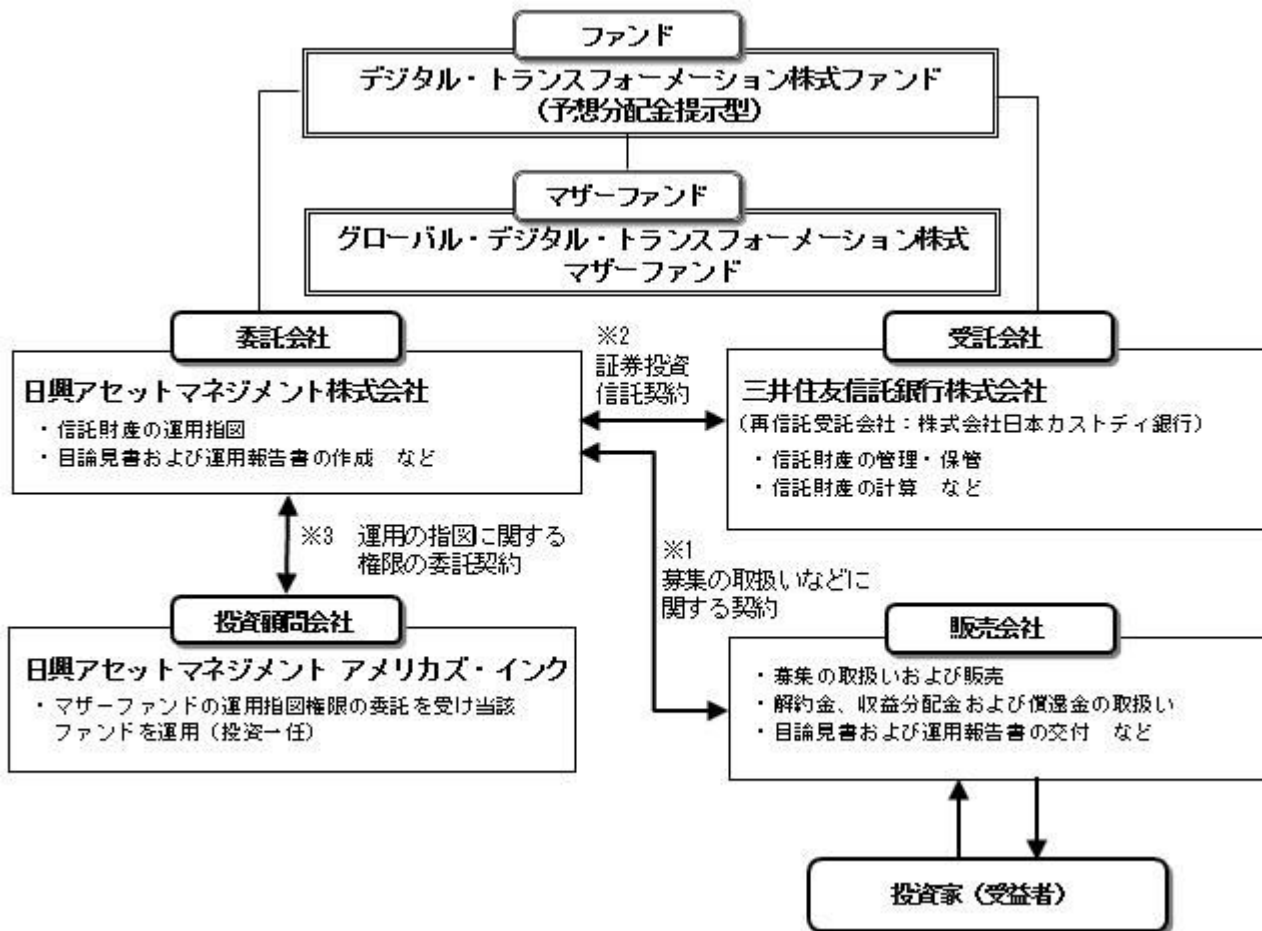 ファンド
デジタル・トランスフォーメーション株式ファンド
（予想分配金提示型）
マザーファンド
グローバル・デジタル・トランスフォーメーション株式
マザーファンド
委託会社
日興アセットマネジメント株式会社
・信託財産の運用指図
・目論見書および運用報告書の作成　など
※2
証券投資
信託契約
受託会社
三井住友信託銀行株式会社
（再信託受託会社：株式会社日本カストディ銀行）
・信託財産の管理・保管
・信託財産の計算　など
※3　運用の指図に関する
権限の委託契約
※1
募集の取扱いなどに
関する契約
投資顧問会社
日興アセットマネジメント アメリカズ・インク
・マザーファンドの運用指図権限の委託を受け当該
ファンドを運用（投資一任）
販売会社
・募集の取扱いおよび販売
・解約金、収益分配金および償還金の取扱い
・目論見書および運用報告書の交付　など
投資家（受益者）